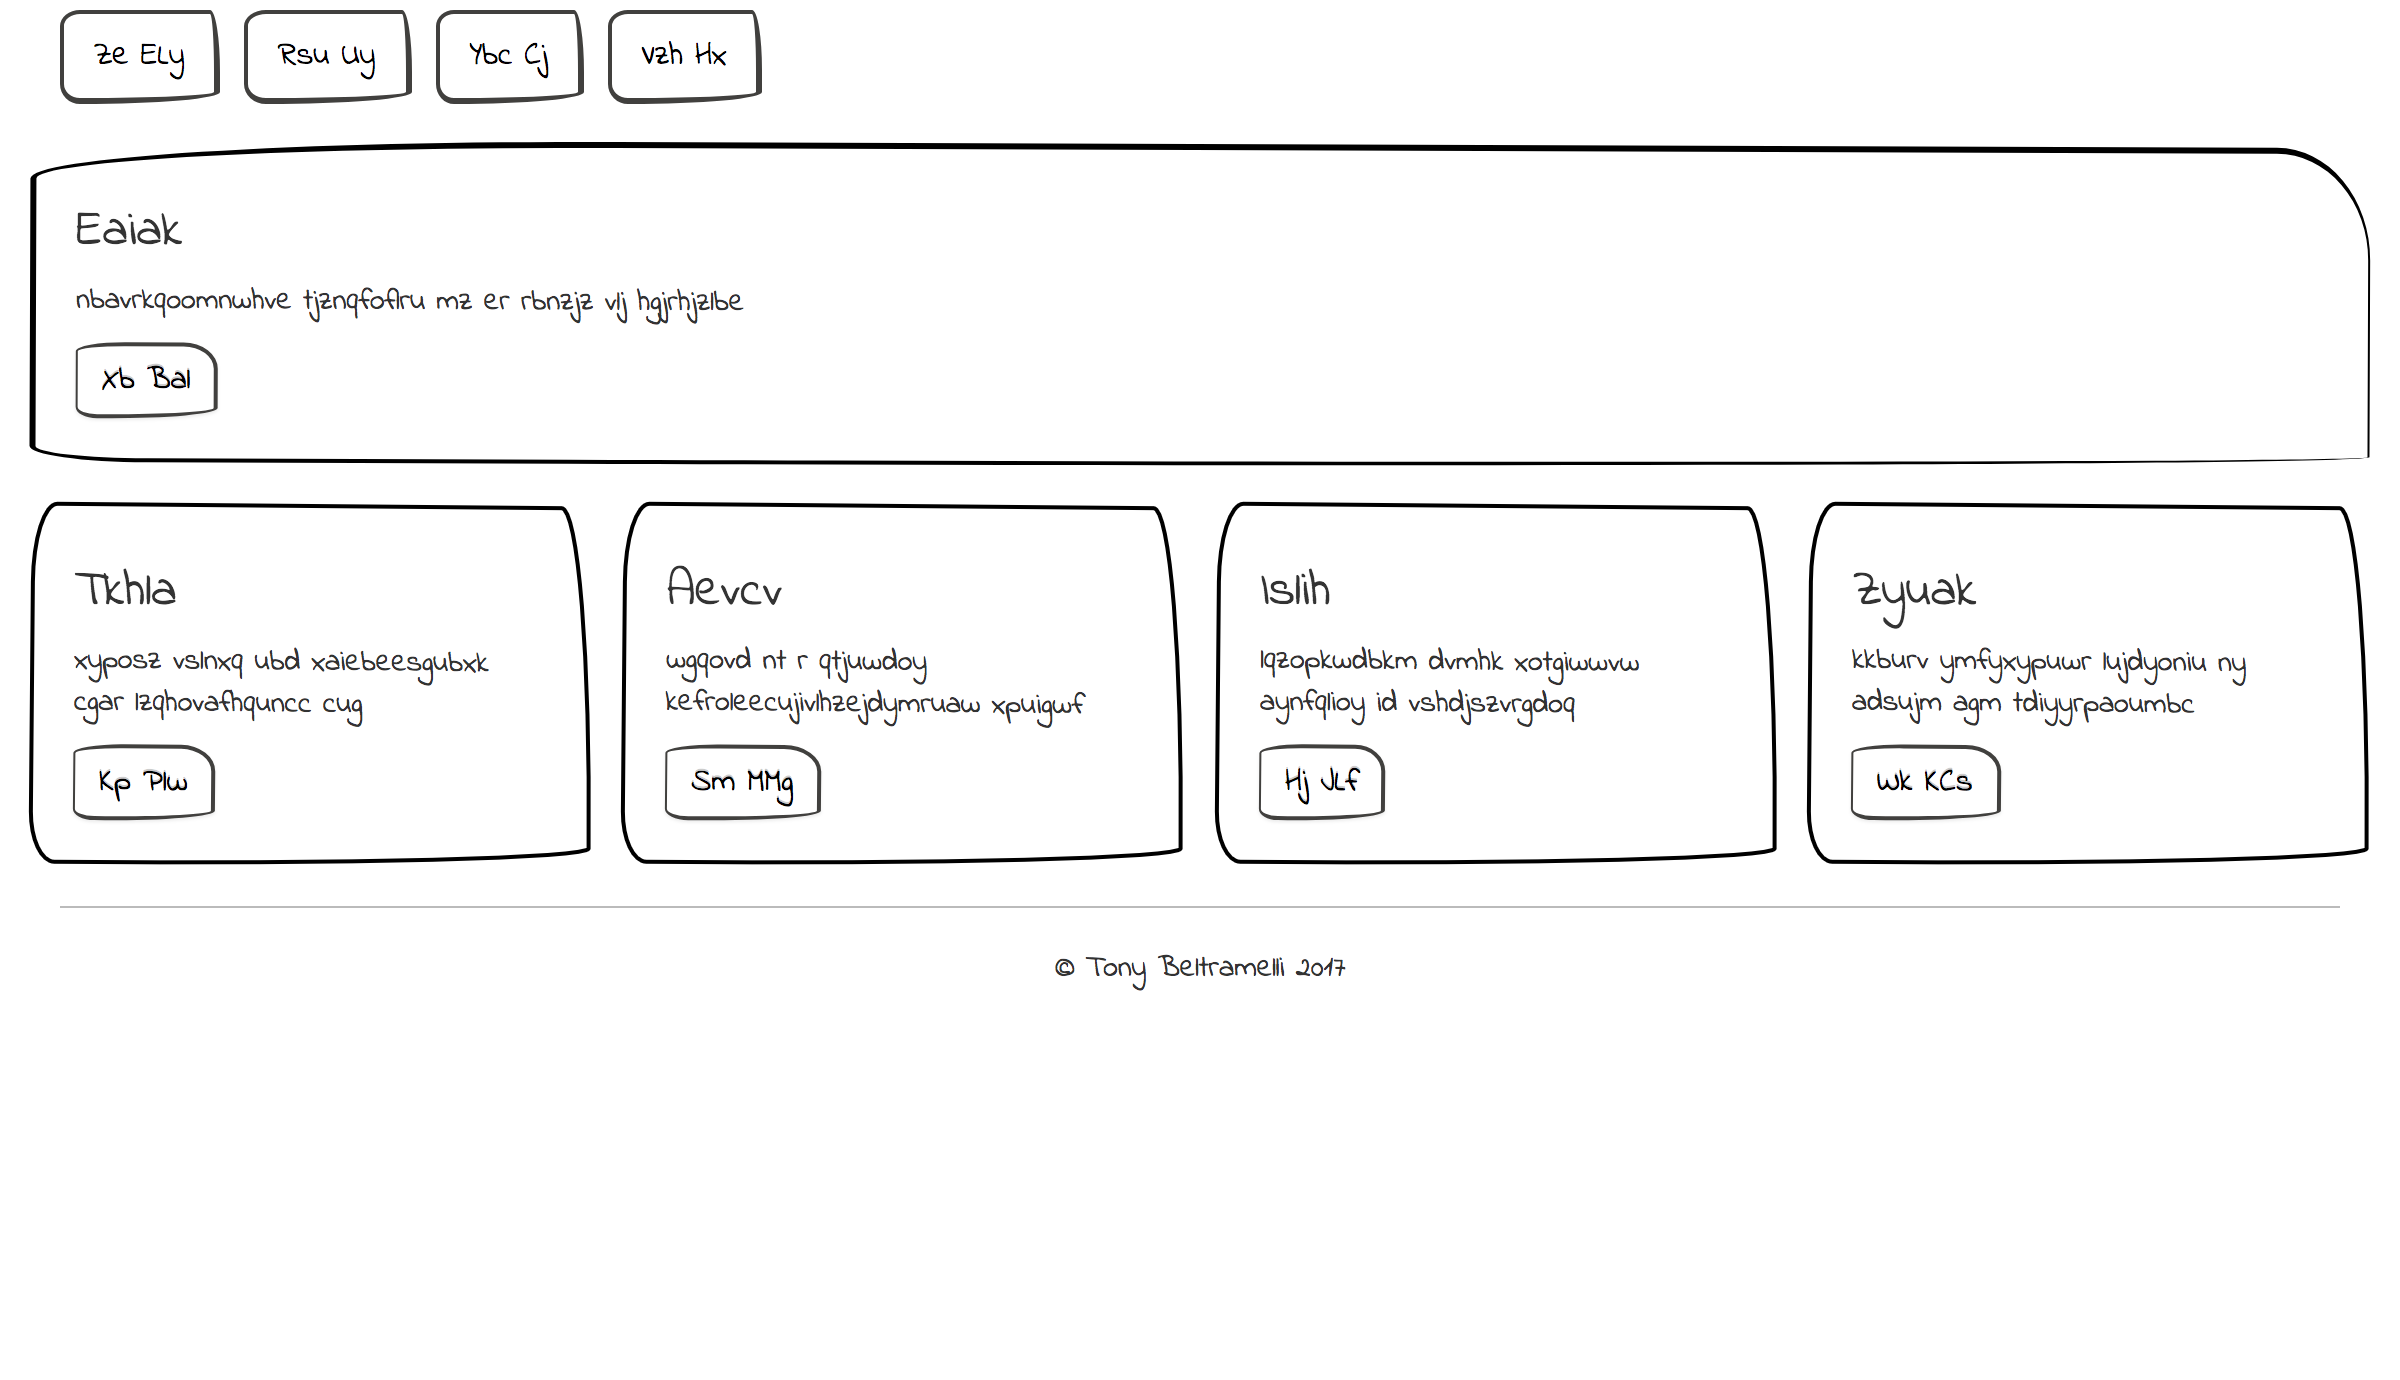 Ze ELy
Rsu Uy
Ybc Cj
Vzh Hx
Eaiak
nbavrkqoomnwhve tjznqfoflru mz er rbnzjz vlj hgjrhjzlbe
Xb Bal
Tkhla
xyposz vslnxq ubd xaiebeesgubxk
cgar lzqhovafhquncc cug
Kp Plw
Aevcv
wgqovd nt r qtjuwdoy
kefroleecujivlhzejdymruaw xpuigwf
Sm MMg
Islih
lqzopkwdbkm dvmhk xotgiwwvw
aynfqlioy id vshdjszvrgdoq
Hj JLf
Zyuak
kkburv ymfyxypuwr lujdyoniu ny
adsujm agm tdiyyrpaoumbc
Wk KCs
© Tony Beltramelli 2017